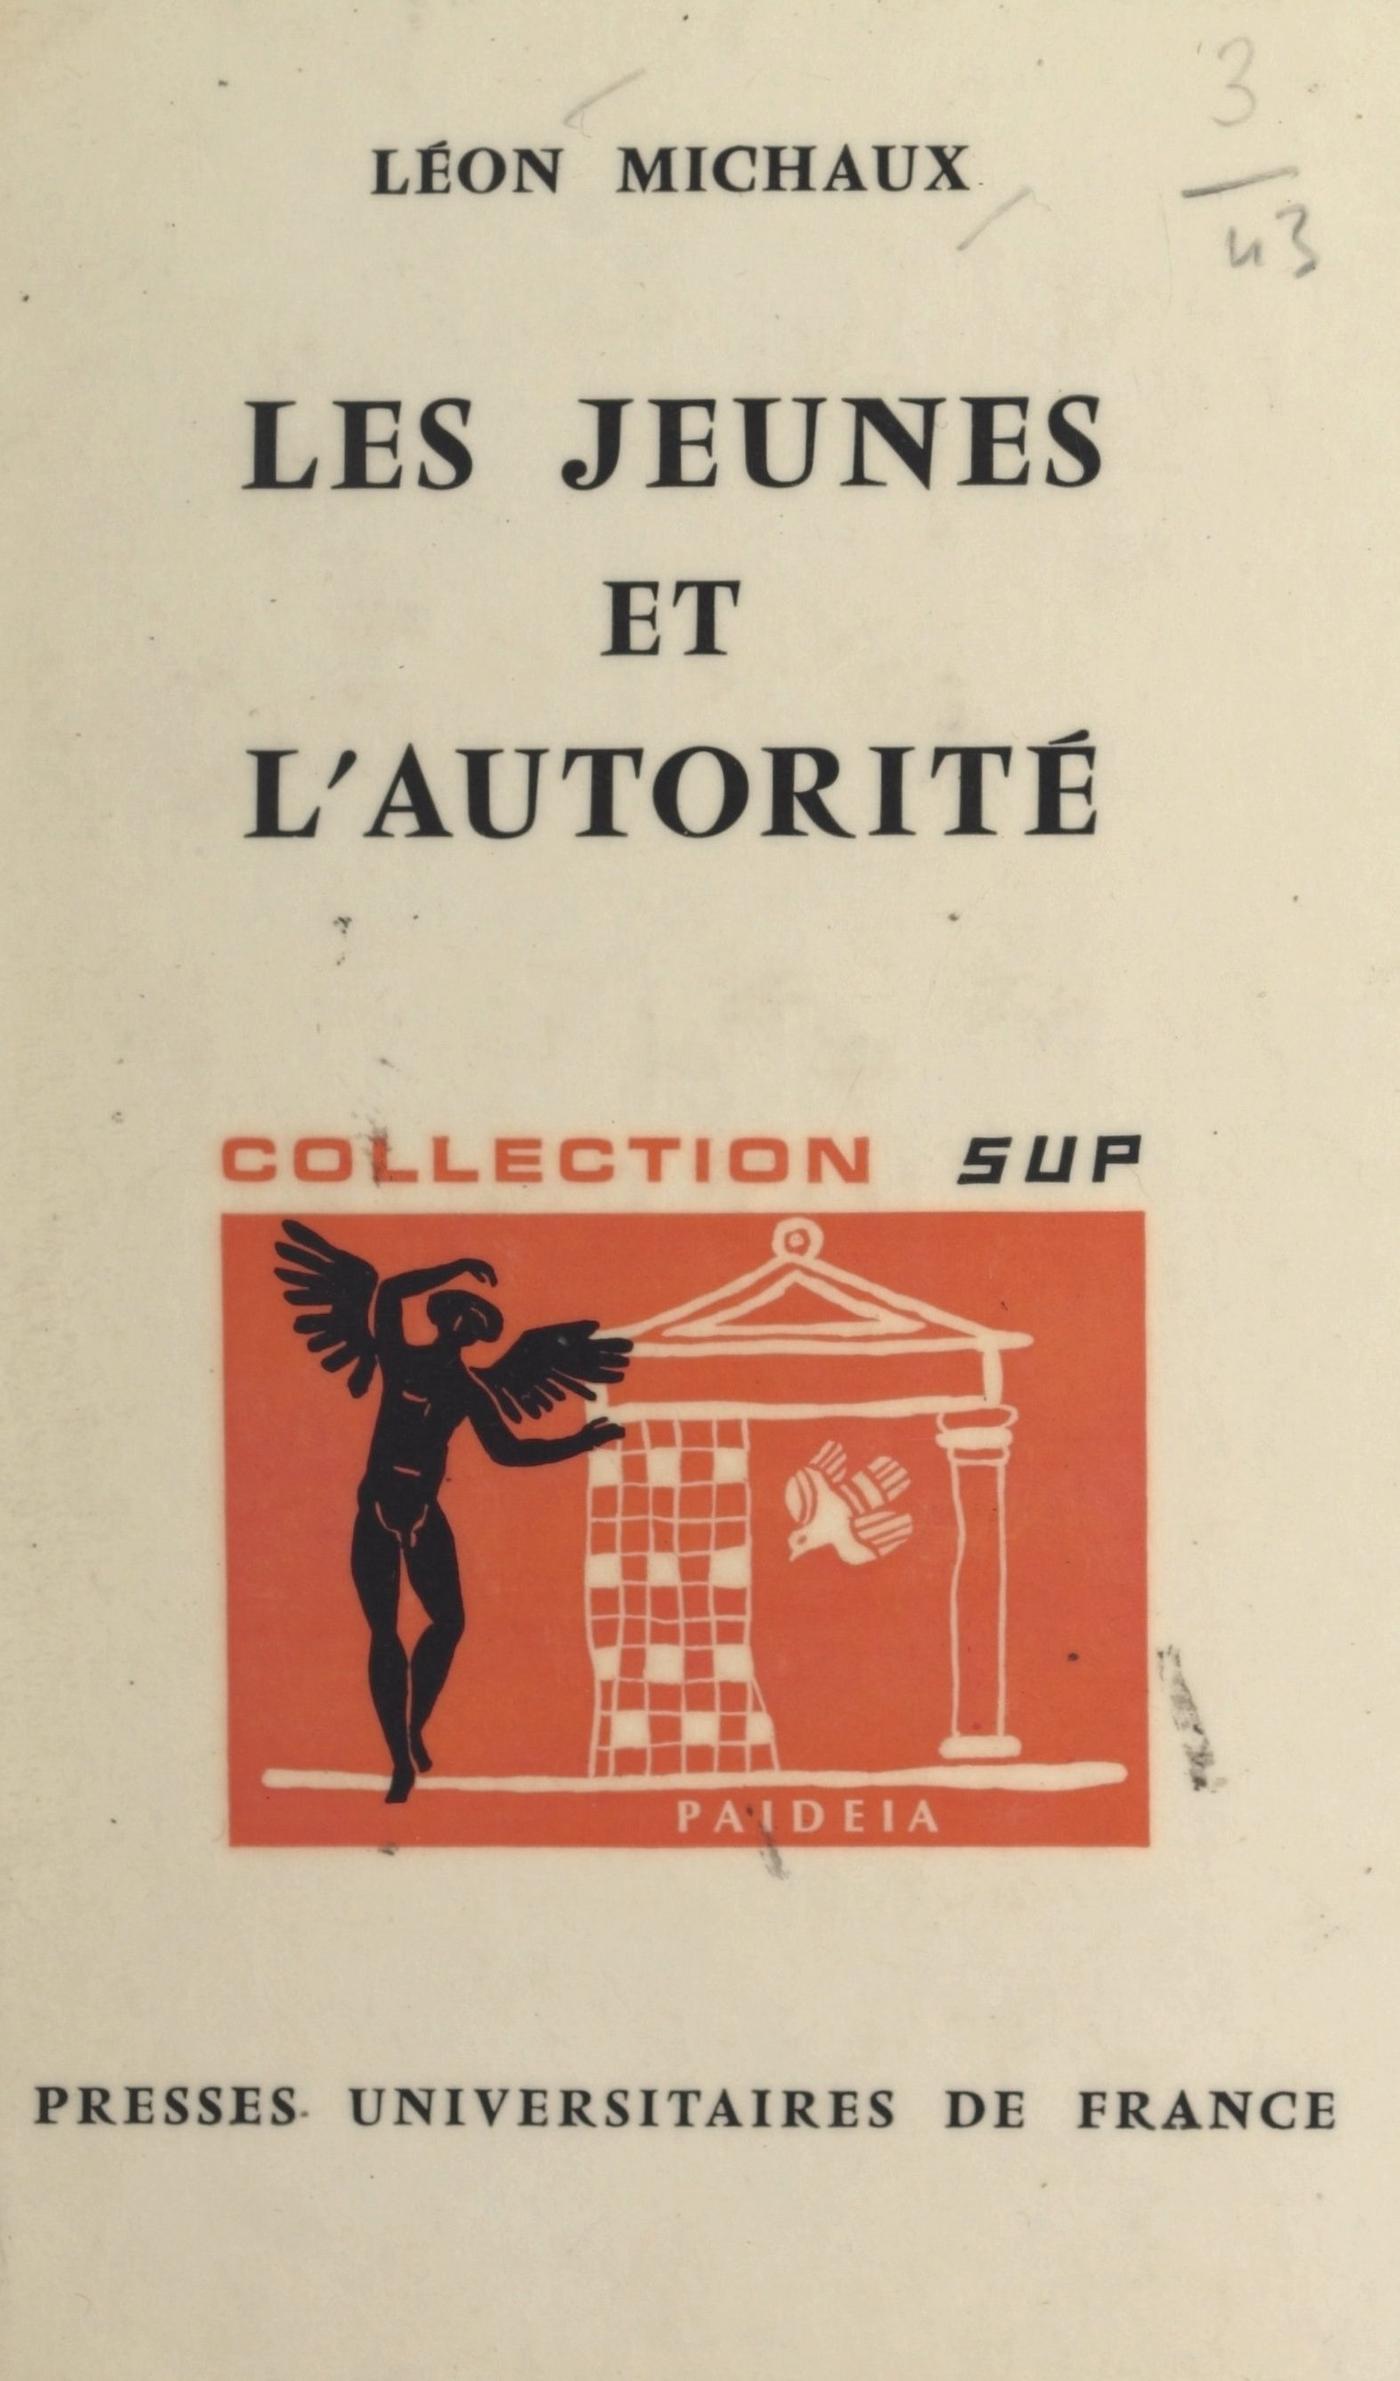 3
43
LÉON MICHAUX
LES JEUNES
ET
L'AUTORITÉ
COLLECTION SUP
PAIDEIA
PRESSES UNIVERSITAIRES DE FRANCE